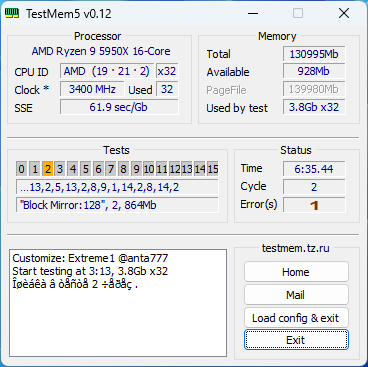 TestMem5 v0.12
Processor
AMD Ryzen 9 5950X 16-Core
CPU ID AMD (19 · 21 · 2) x32
Clock * 3400 MHz Used 32
SSE 61.9 sec/Gb
Memory
Total 130995Mb
Available 928Mb
PageFile 139980Mb
Used by test 3.8Gb x32
Tests
0 1 2 3 4 5 6 7 8 9 10 11 12 13 14 15
...13,2,5,13,2,8,9,1,14,2,8,14,2
"Block Mirror:128", 2, 864Mb
Status
Time 6:35.44
Cycle 2
Error(s) 1
Customize: Extreme1 @anta777
Start testing at 3:13, 3.8Gb x32
Îøèáêà â òåñòå 2 ÷åðåç .
testmem.tz.ru
Home
Mail
Load config & exit
Exit